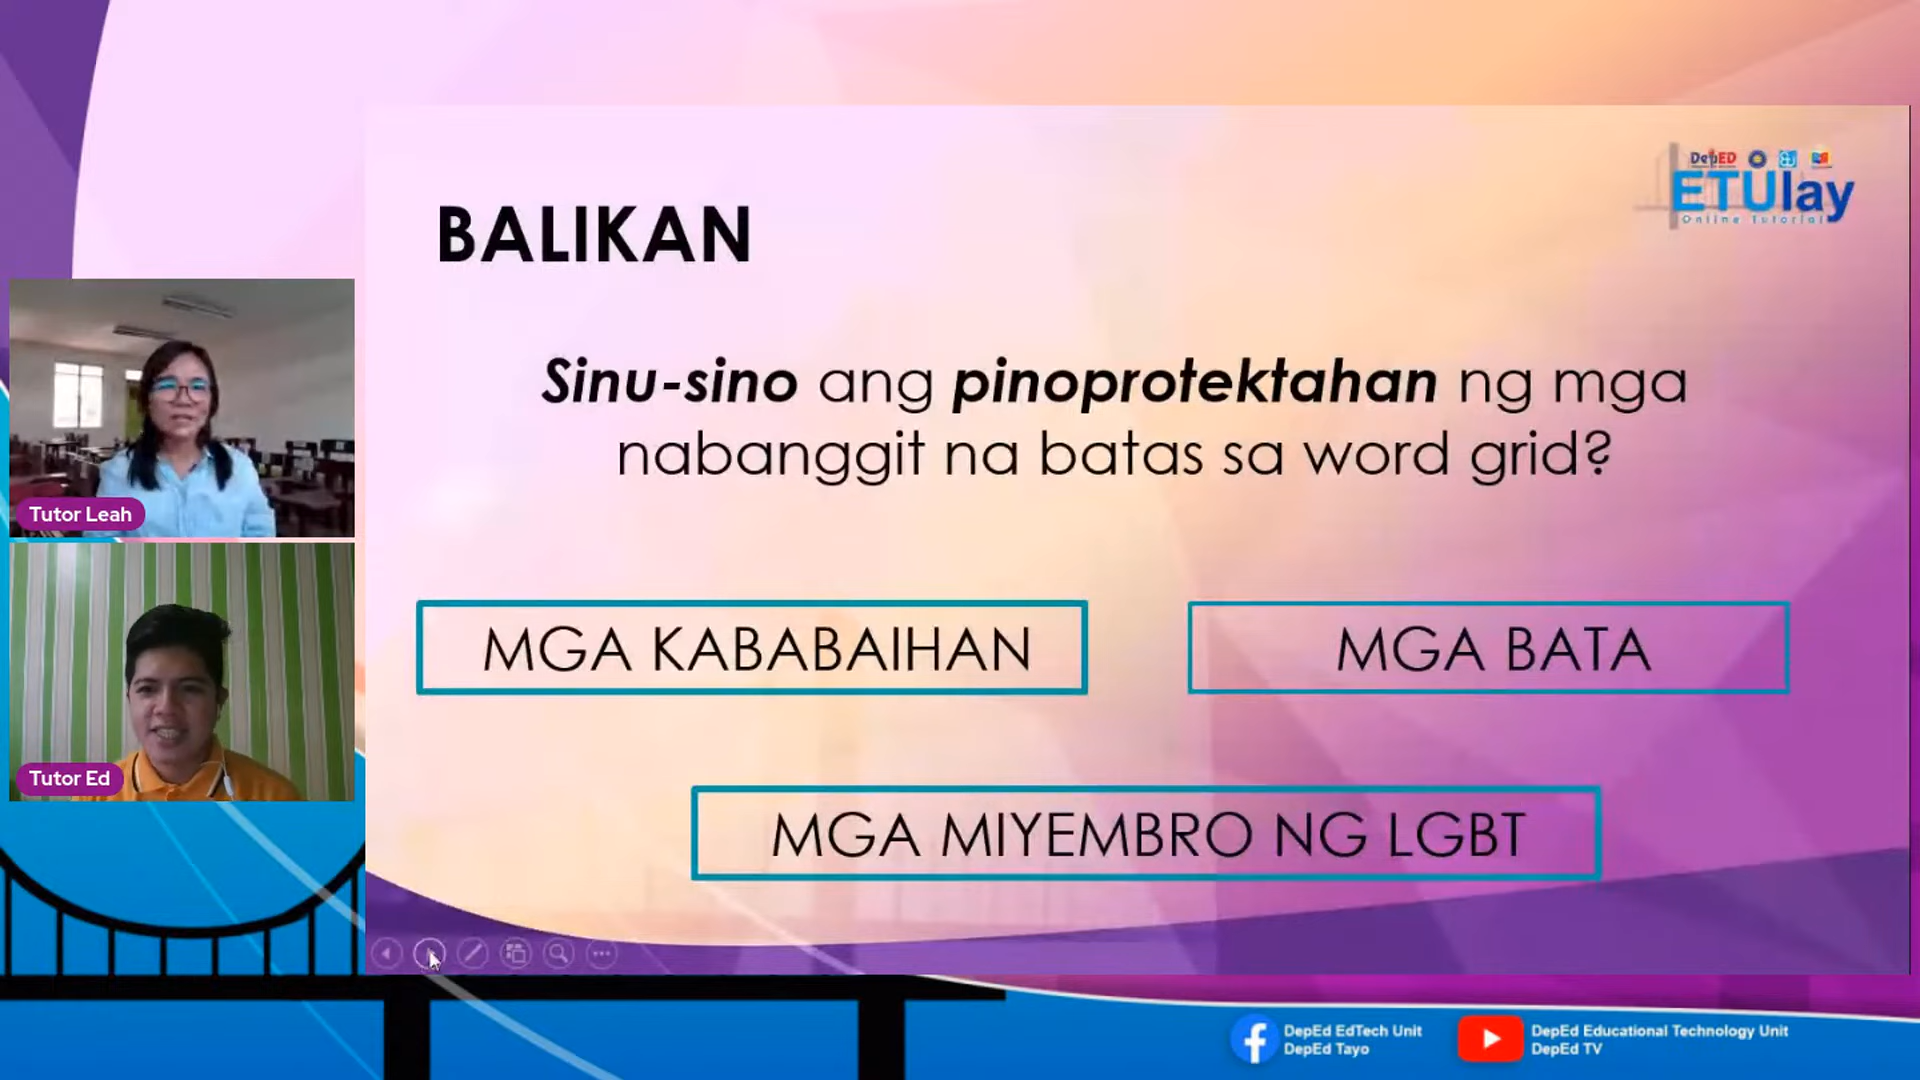 DepED
ETUlay
Online Tutorial
BALIKAN
Sinu-sino ang pinoprotektahan ng mga
nabanggit na batas sa word grid?
MGA KABABAIHAN
MGA BATA
MGA MIYEMBRO NG LGBT
Tutor Leah
Tutor Ed
DepEd EdTech Unit
DepEd Tayo
DepEd Educational Technology Unit
DepEd TV